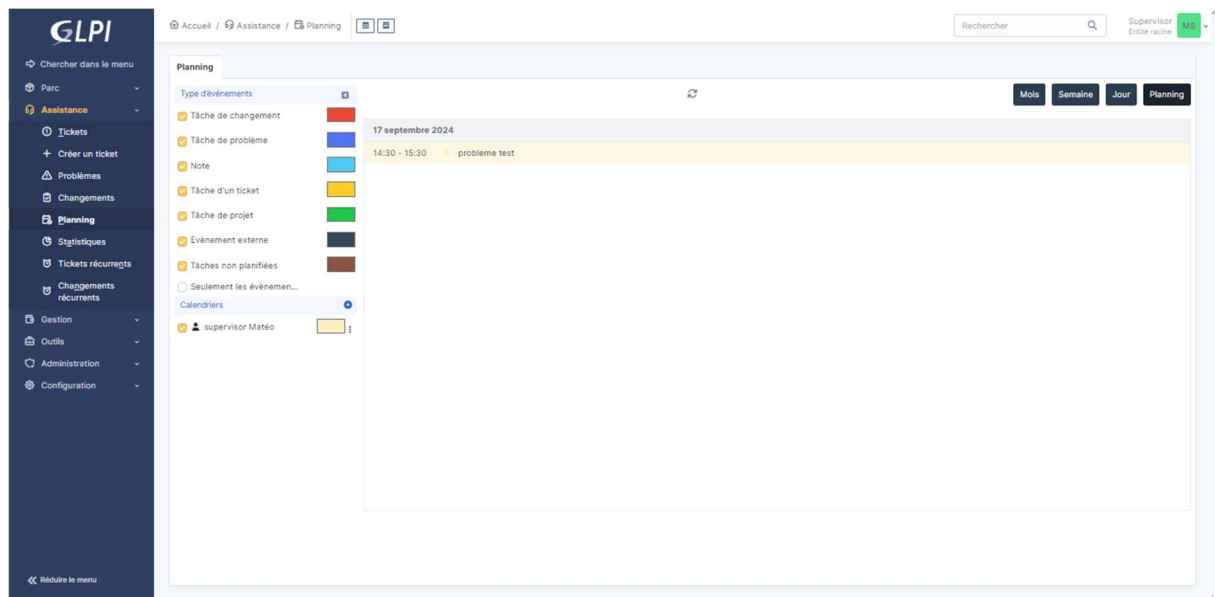 GLPI
Accueil / Assistance / Planning
Rechercher
Supervisor
Entité racine
MS
Chercher dans le menu
Parc
Assistance
Tickets
Créer un ticket
Problèmes
Changements
Planning
Statistiques
Tickets récurrents
Changements
récurrents
Gestion
Outils
Administration
Configuration
Réduire le menu
Planning
Type d'événements
Tâche de changement
Tâche de problème
Note
Tâche d'un ticket
Tâche de projet
Evènement externe
Tâches non planifiées
Seulement les évènemen...
Calendriers
supervisor Matéo
Mois Semaine Jour Planning
17 septembre 2024
14:30 - 15:30 probleme test